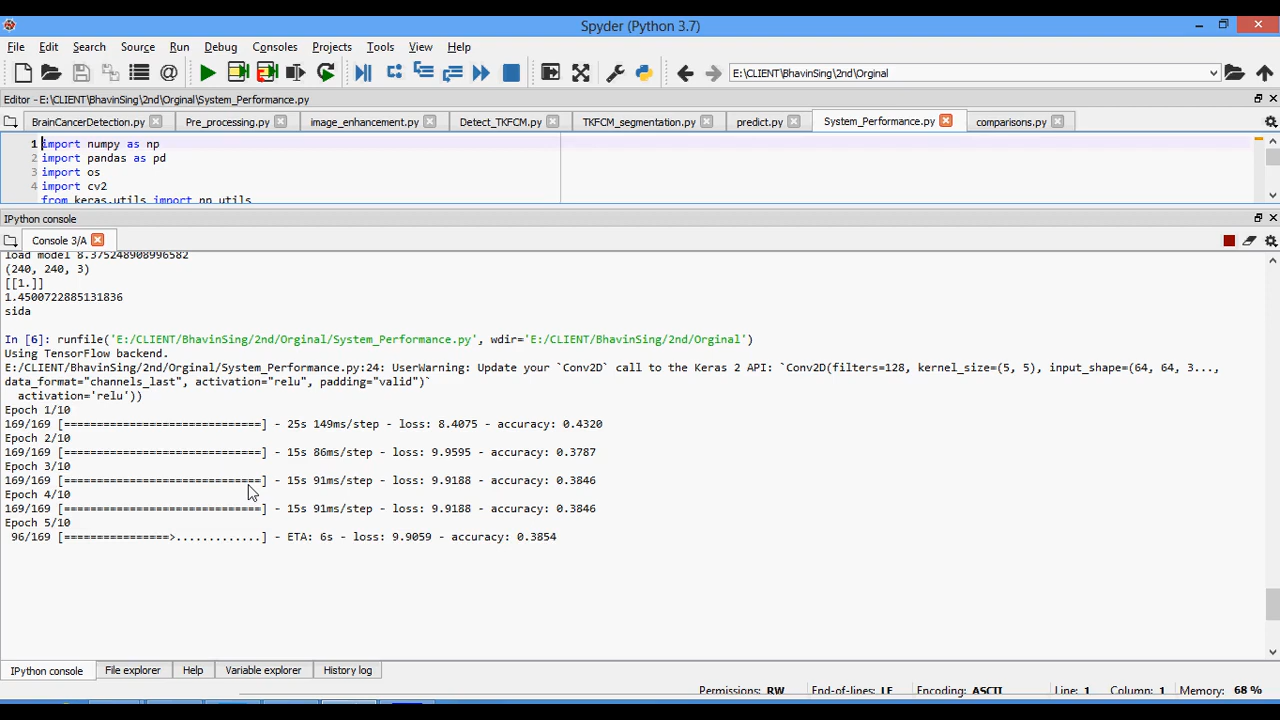 Spyder (Python 3.7)
File Edit Search Source Run Debug Consoles Projects Tools View Help
E:\CLIENT\BhavinSing\2nd\Orginal
Editor - E:\CLIENT\BhavinSing\2nd\Orginal\System_Performance.py
BrainCancerDetection.py Pre_processing.py image_enhancement.py Detect_TKFCM.py TKFCM_segmentation.py predict.py System_Performance.py comparisons.py
1 import numpy as np
2 import pandas as pd
3 import os
4 import cv2
from keras.utils import np_utils
IPython console
Console 3/A
load model 8.375248908996582
(240, 240, 3)
[[1.]]
1.4500722885131836
sida
In [6]: runfile('E:/CLIENT/BhavinSing/2nd/Orginal/System_Performance.py', wdir='E:/CLIENT/BhavinSing/2nd/Orginal')
Using TensorFlow backend.
E:/CLIENT/BhavinSing/2nd/Orginal/System_Performance.py:24: UserWarning: Update your `Conv2D` call to the Keras 2 API: `Conv2D(filters=128, kernel_size=(5, 5), input_shape=(64, 64, 3...,
data_format="channels_last", activation="relu", padding="valid")`
activation='relu'))
Epoch 1/10
169/169 [==============================] - 25s 149ms/step - loss: 8.4075 - accuracy: 0.4320
Epoch 2/10
169/169 [==============================] - 15s 86ms/step - loss: 9.9595 - accuracy: 0.3787
Epoch 3/10
169/169 [==============================] - 15s 91ms/step - loss: 9.9188 - accuracy: 0.3846
Epoch 4/10
169/169 [==============================] - 15s 91ms/step - loss: 9.9188 - accuracy: 0.3846
Epoch 5/10
96/169 [================>.............] - ETA: 6s - loss: 9.9059 - accuracy: 0.3854
IPython console File explorer Help Variable explorer History log
Permissions: RW End-of-lines: LF Encoding: ASCII Line: 1 Column: 1 Memory: 68 %